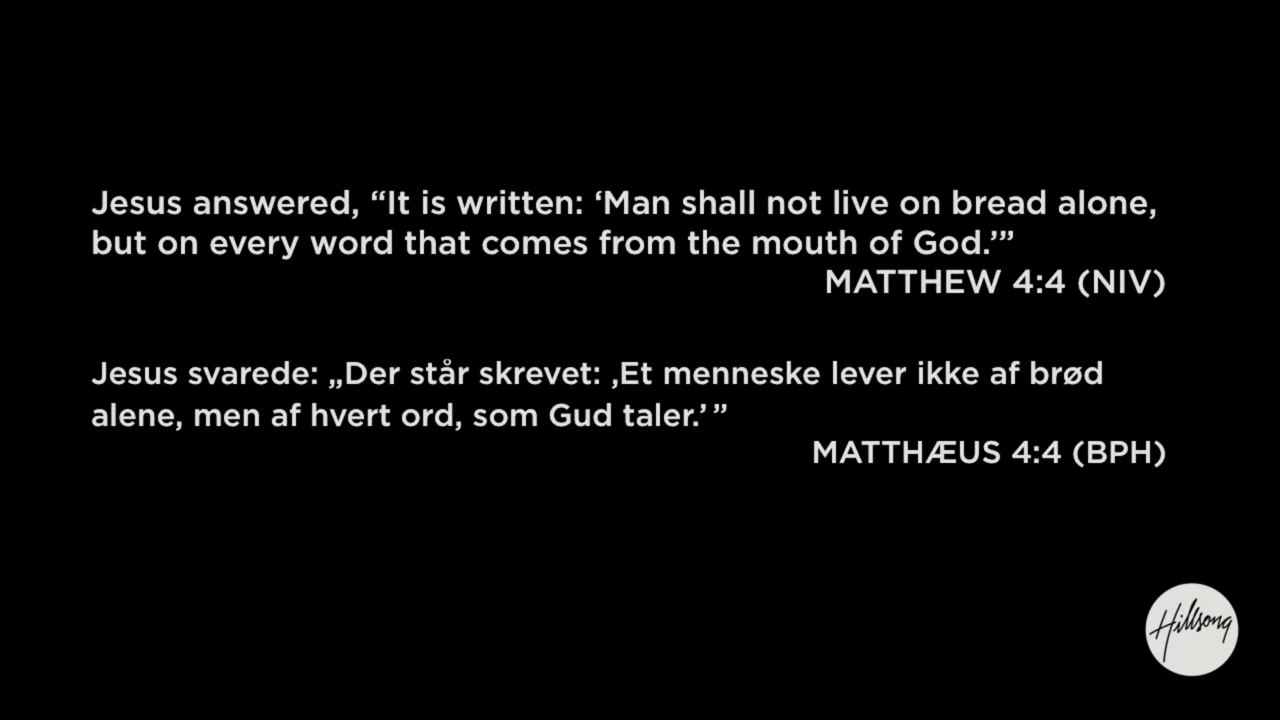 Jesus answered, “It is written: ‘Man shall not live on bread alone,
but on every word that comes from the mouth of God.’”
MATTHEW 4:4 (NIV)
Jesus svarede: „Der står skrevet: ‚Et menneske lever ikke af brød
alene, men af hvert ord, som Gud taler.’ ”
MATTHÆUS 4:4 (BPH)
Hillsong